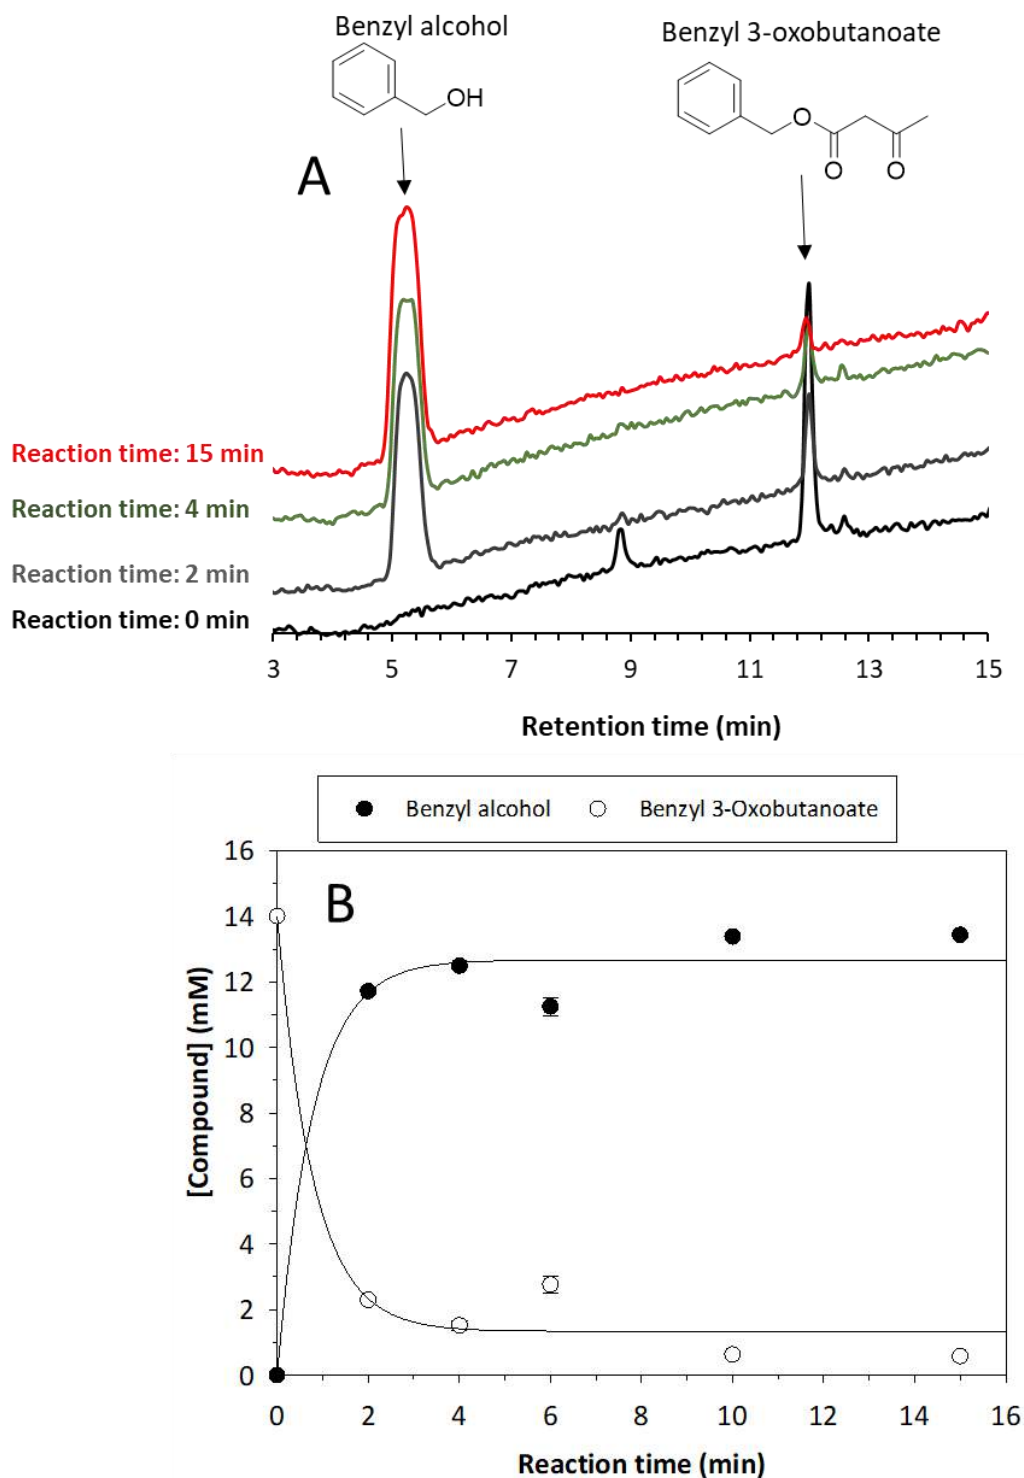 Benzyl alcohol
Benzyl 3-oxobutanoate
OH
O
O
O
A
Reaction time: 15 min
Reaction time: 4 min
Reaction time: 2 min
Reaction time: 0 min
3 5 7 9 11 13 15
Retention time (min)
Benzyl alcohol Benzyl 3-Oxobutanoate
B
[Compound] (mM)
16
14
12
10
8
6
4
2
0
0 2 4 6 8 10 12 14 16
Reaction time (min)